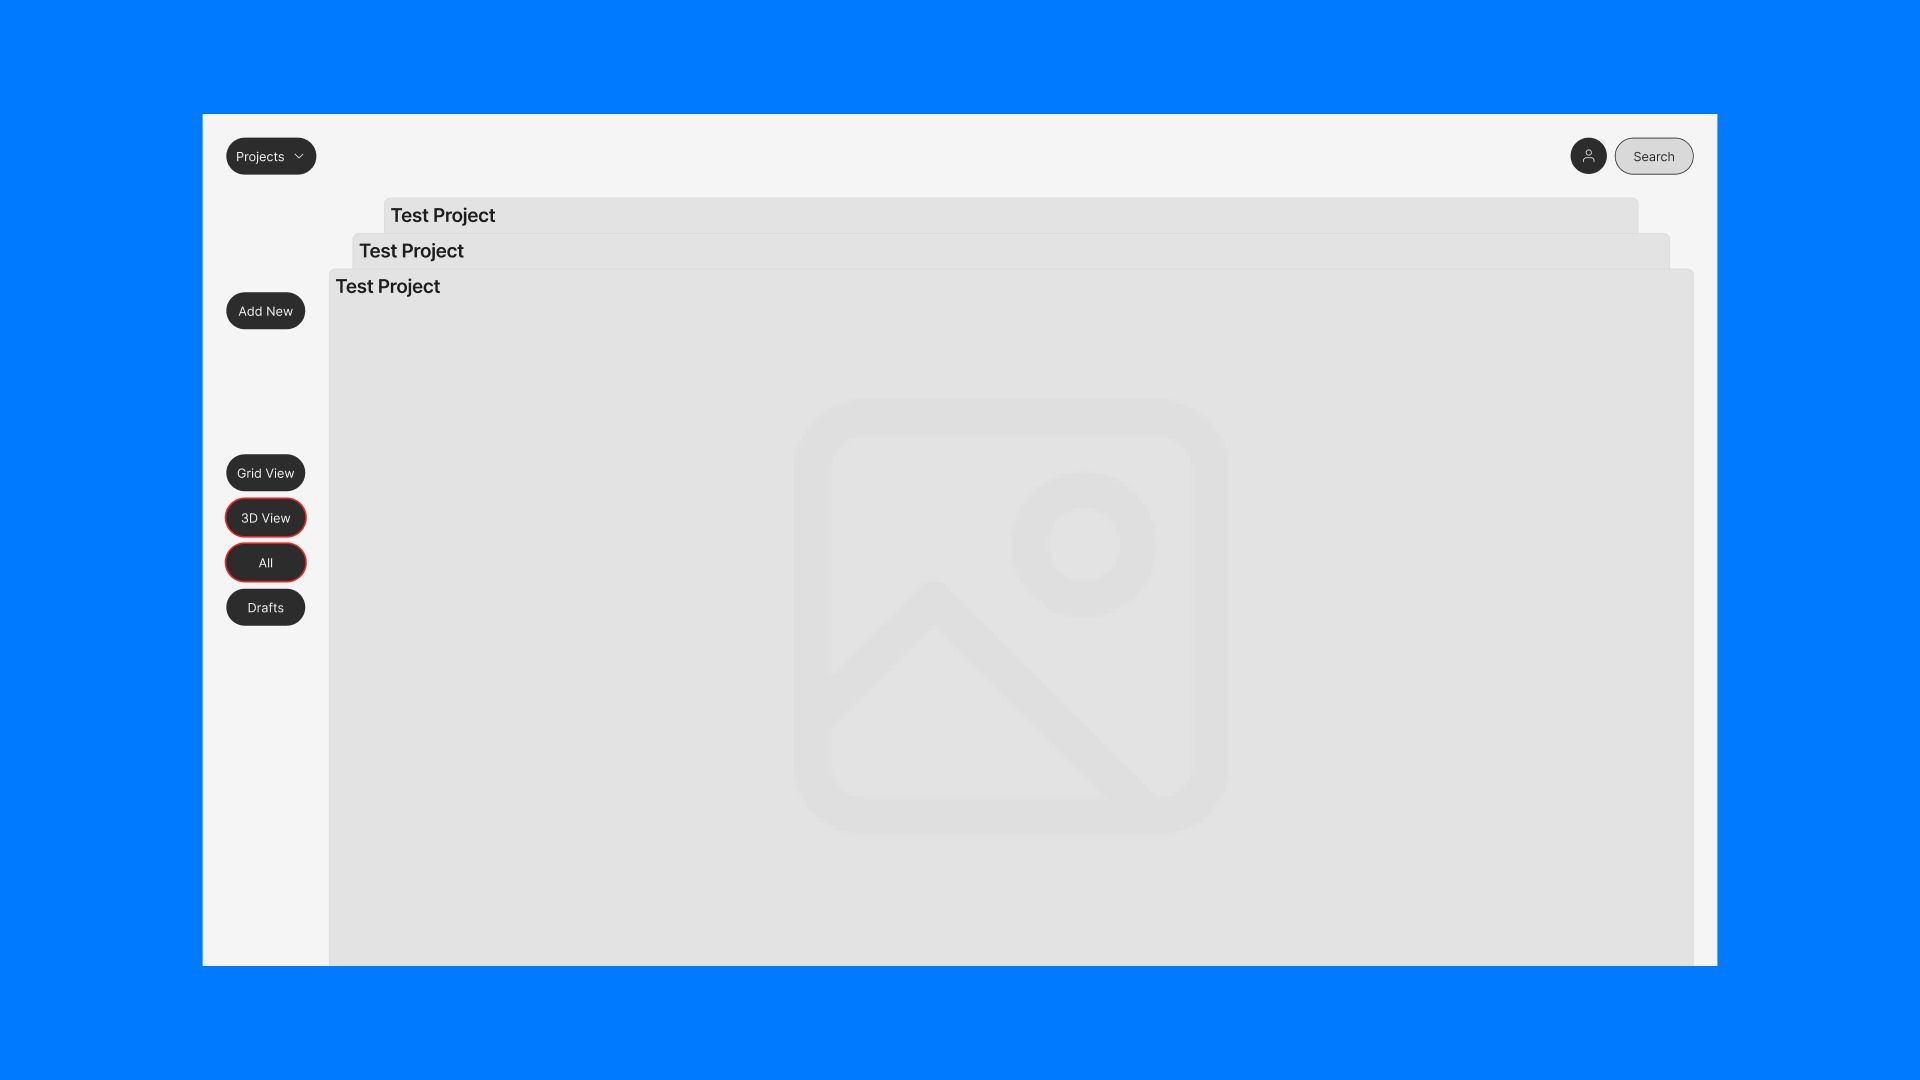 Projects
Search
Test Project
Test Project
Test Project
Add New
Grid View
3D View
All
Drafts